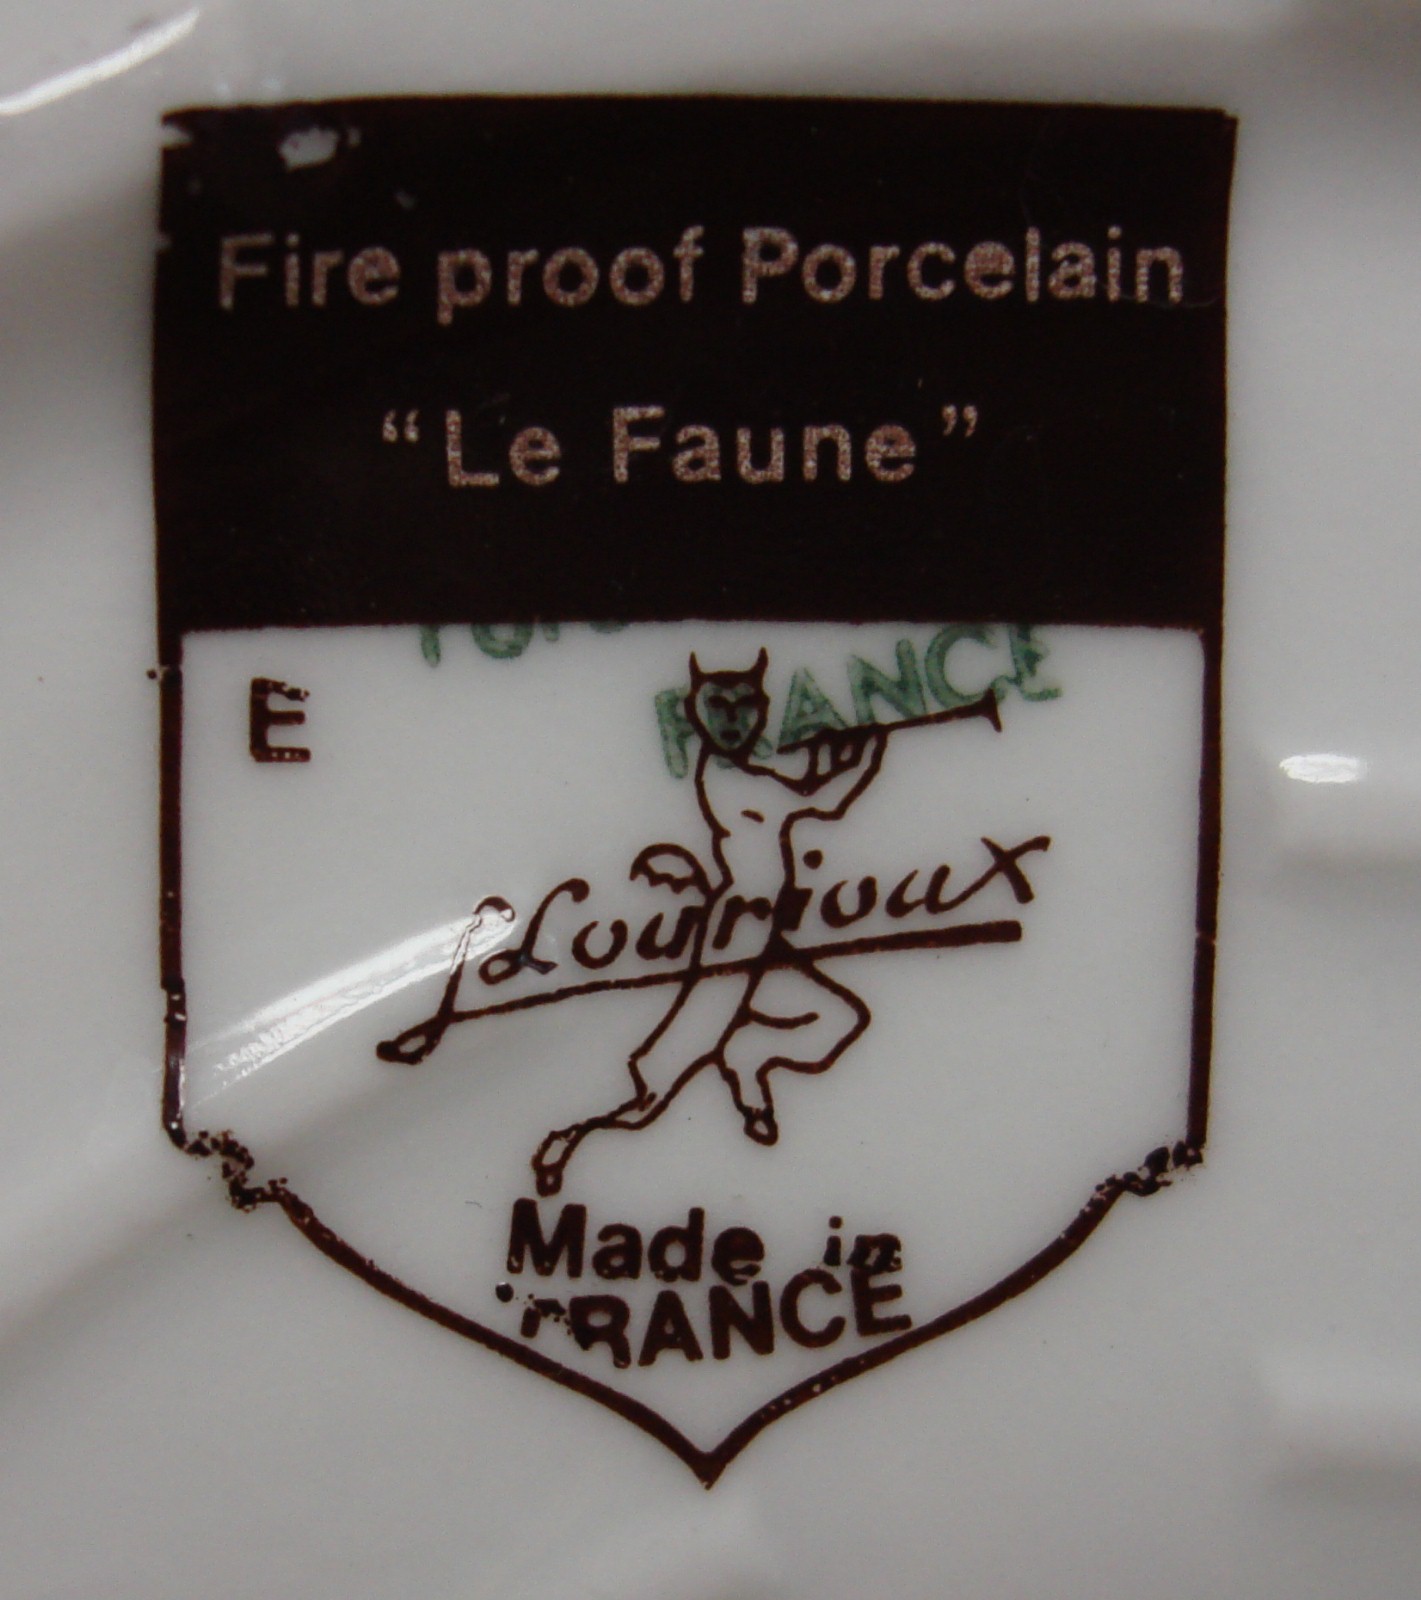 Fire proof Porcelain
“Le Faune”
FRANCE
E
Lourioux
Made in
FRANCE